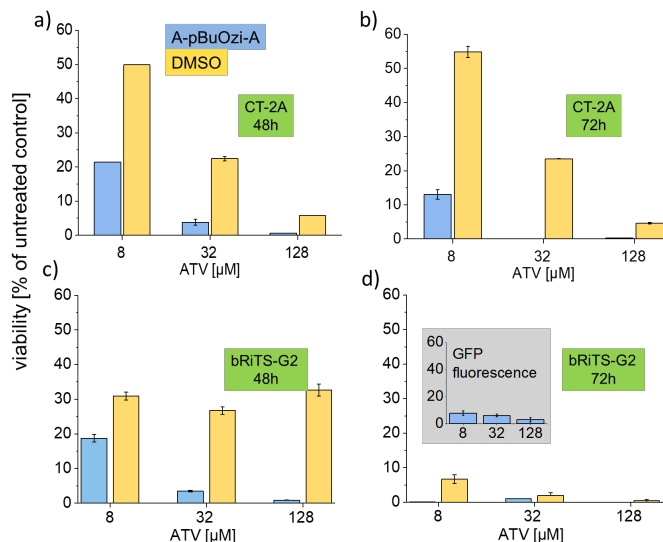 viability [% of untreated control]
a)
A-pBuOzi-A
DMSO
CT-2A
48h
60
50
40
30
20
10
0
8 32 128
ATV [µM]
b)
CT-2A
72h
60
50
40
30
20
10
0
8 32 128
ATV [µM]
c)
bRiTS-G2
48h
60
50
40
30
20
10
0
8 32 128
ATV [µM]
d)
GFP
fluorescence
60
40
20
0
8 32 128
bRiTS-G2
72h
60
50
40
30
20
10
0
8 32 128
ATV [µM]